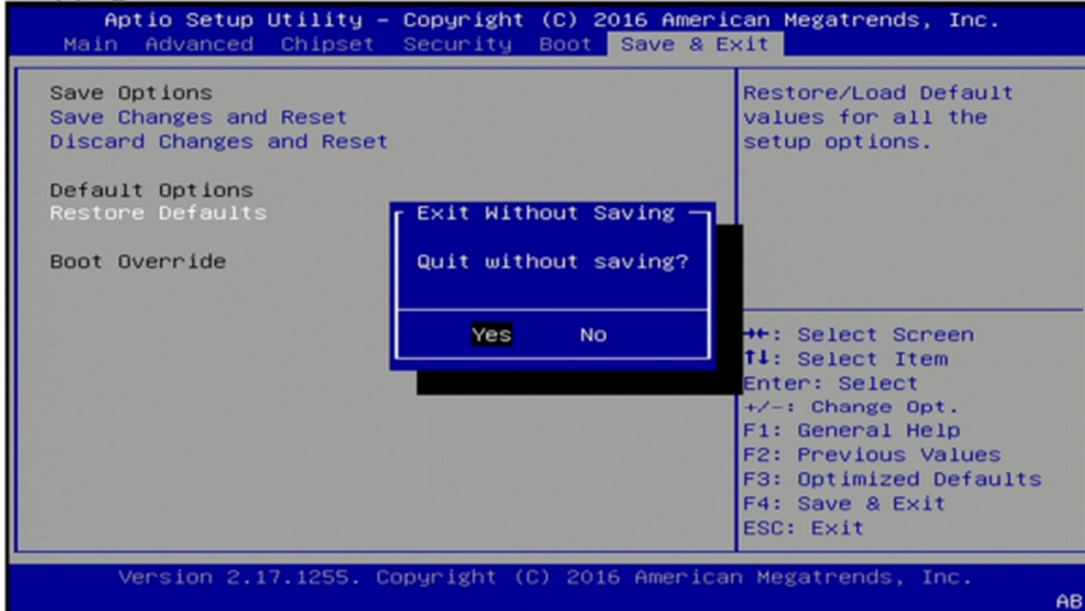 Aptio Setup Utility – Copyright (C) 2016 American Megatrends, Inc.
Main Advanced Chipset Security Boot Save & Exit
Save Options
Save Changes and Reset
Discard Changes and Reset
Default Options
Restore Defaults
Boot Override
Exit Without Saving
Quit without saving?
Yes No
Restore/Load Default
values for all the
setup options.
→←: Select Screen
↑↓: Select Item
Enter: Select
+/-: Change Opt.
F1: General Help
F2: Previous Values
F3: Optimized Defaults
F4: Save & Exit
ESC: Exit
Version 2.17.1255. Copyright (C) 2016 American Megatrends, Inc.
AB